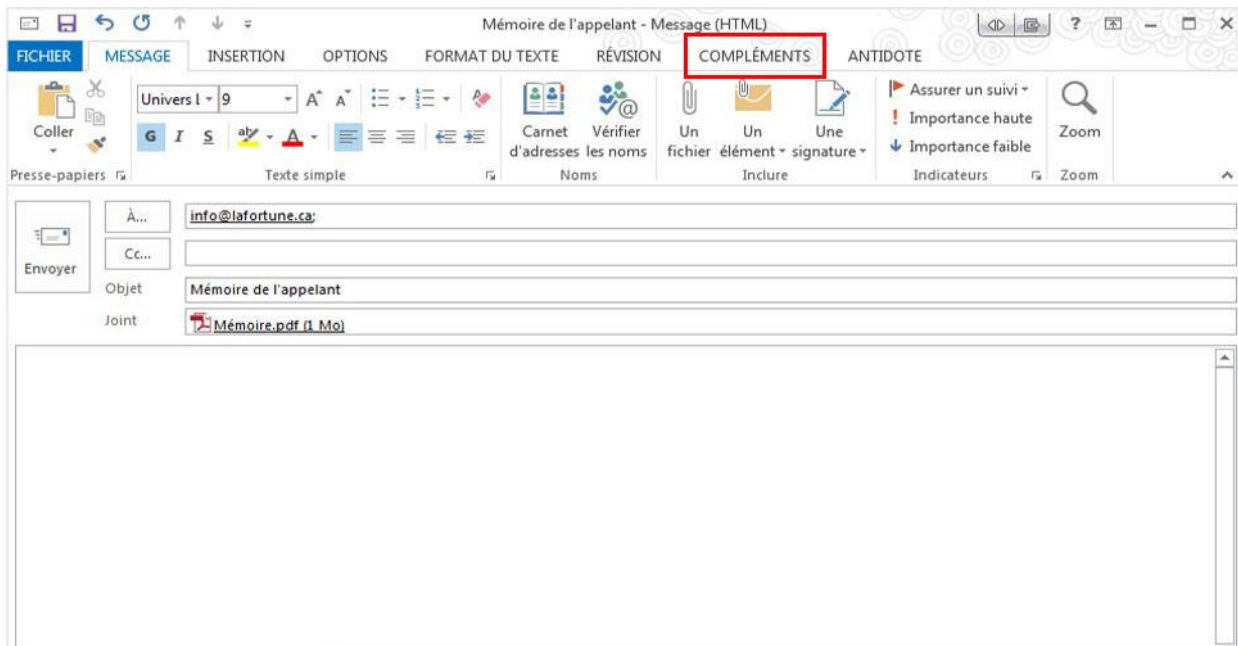 Mémoire de l'appelant - Message (HTML)
?
FICHIER MESSAGE INSERTION OPTIONS FORMAT DU TEXTE RÉVISION COMPLÉMENTS ANTIDOTE
Coller
Presse-papiers
Univers L 9 A A
G I S aby A
Texte simple
Carnet d'adresses
Vérifier les noms
Noms
Un fichier
Un élément
Une signature
Inclure
Assurer un suivi
! Importance haute
Importance faible
Indicateurs
Zoom
Zoom
Envoyer
À... info@lafortune.ca;
Cc...
Objet Mémoire de l'appelant
Joint Mémoire.pdf (1 Mo)